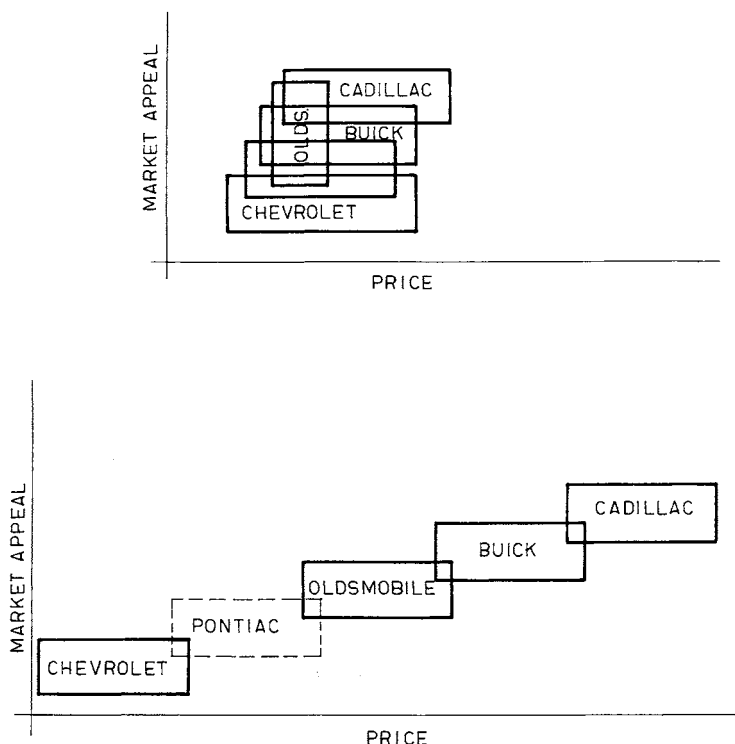 MARKET APPEAL
CADILLAC
OLDS.
BUICK
CHEVROLET
PRICE
MARKET APPEAL
CADILLAC
BUICK
OLDSMOBILE
PONTIAC
CHEVROLET
PRICE